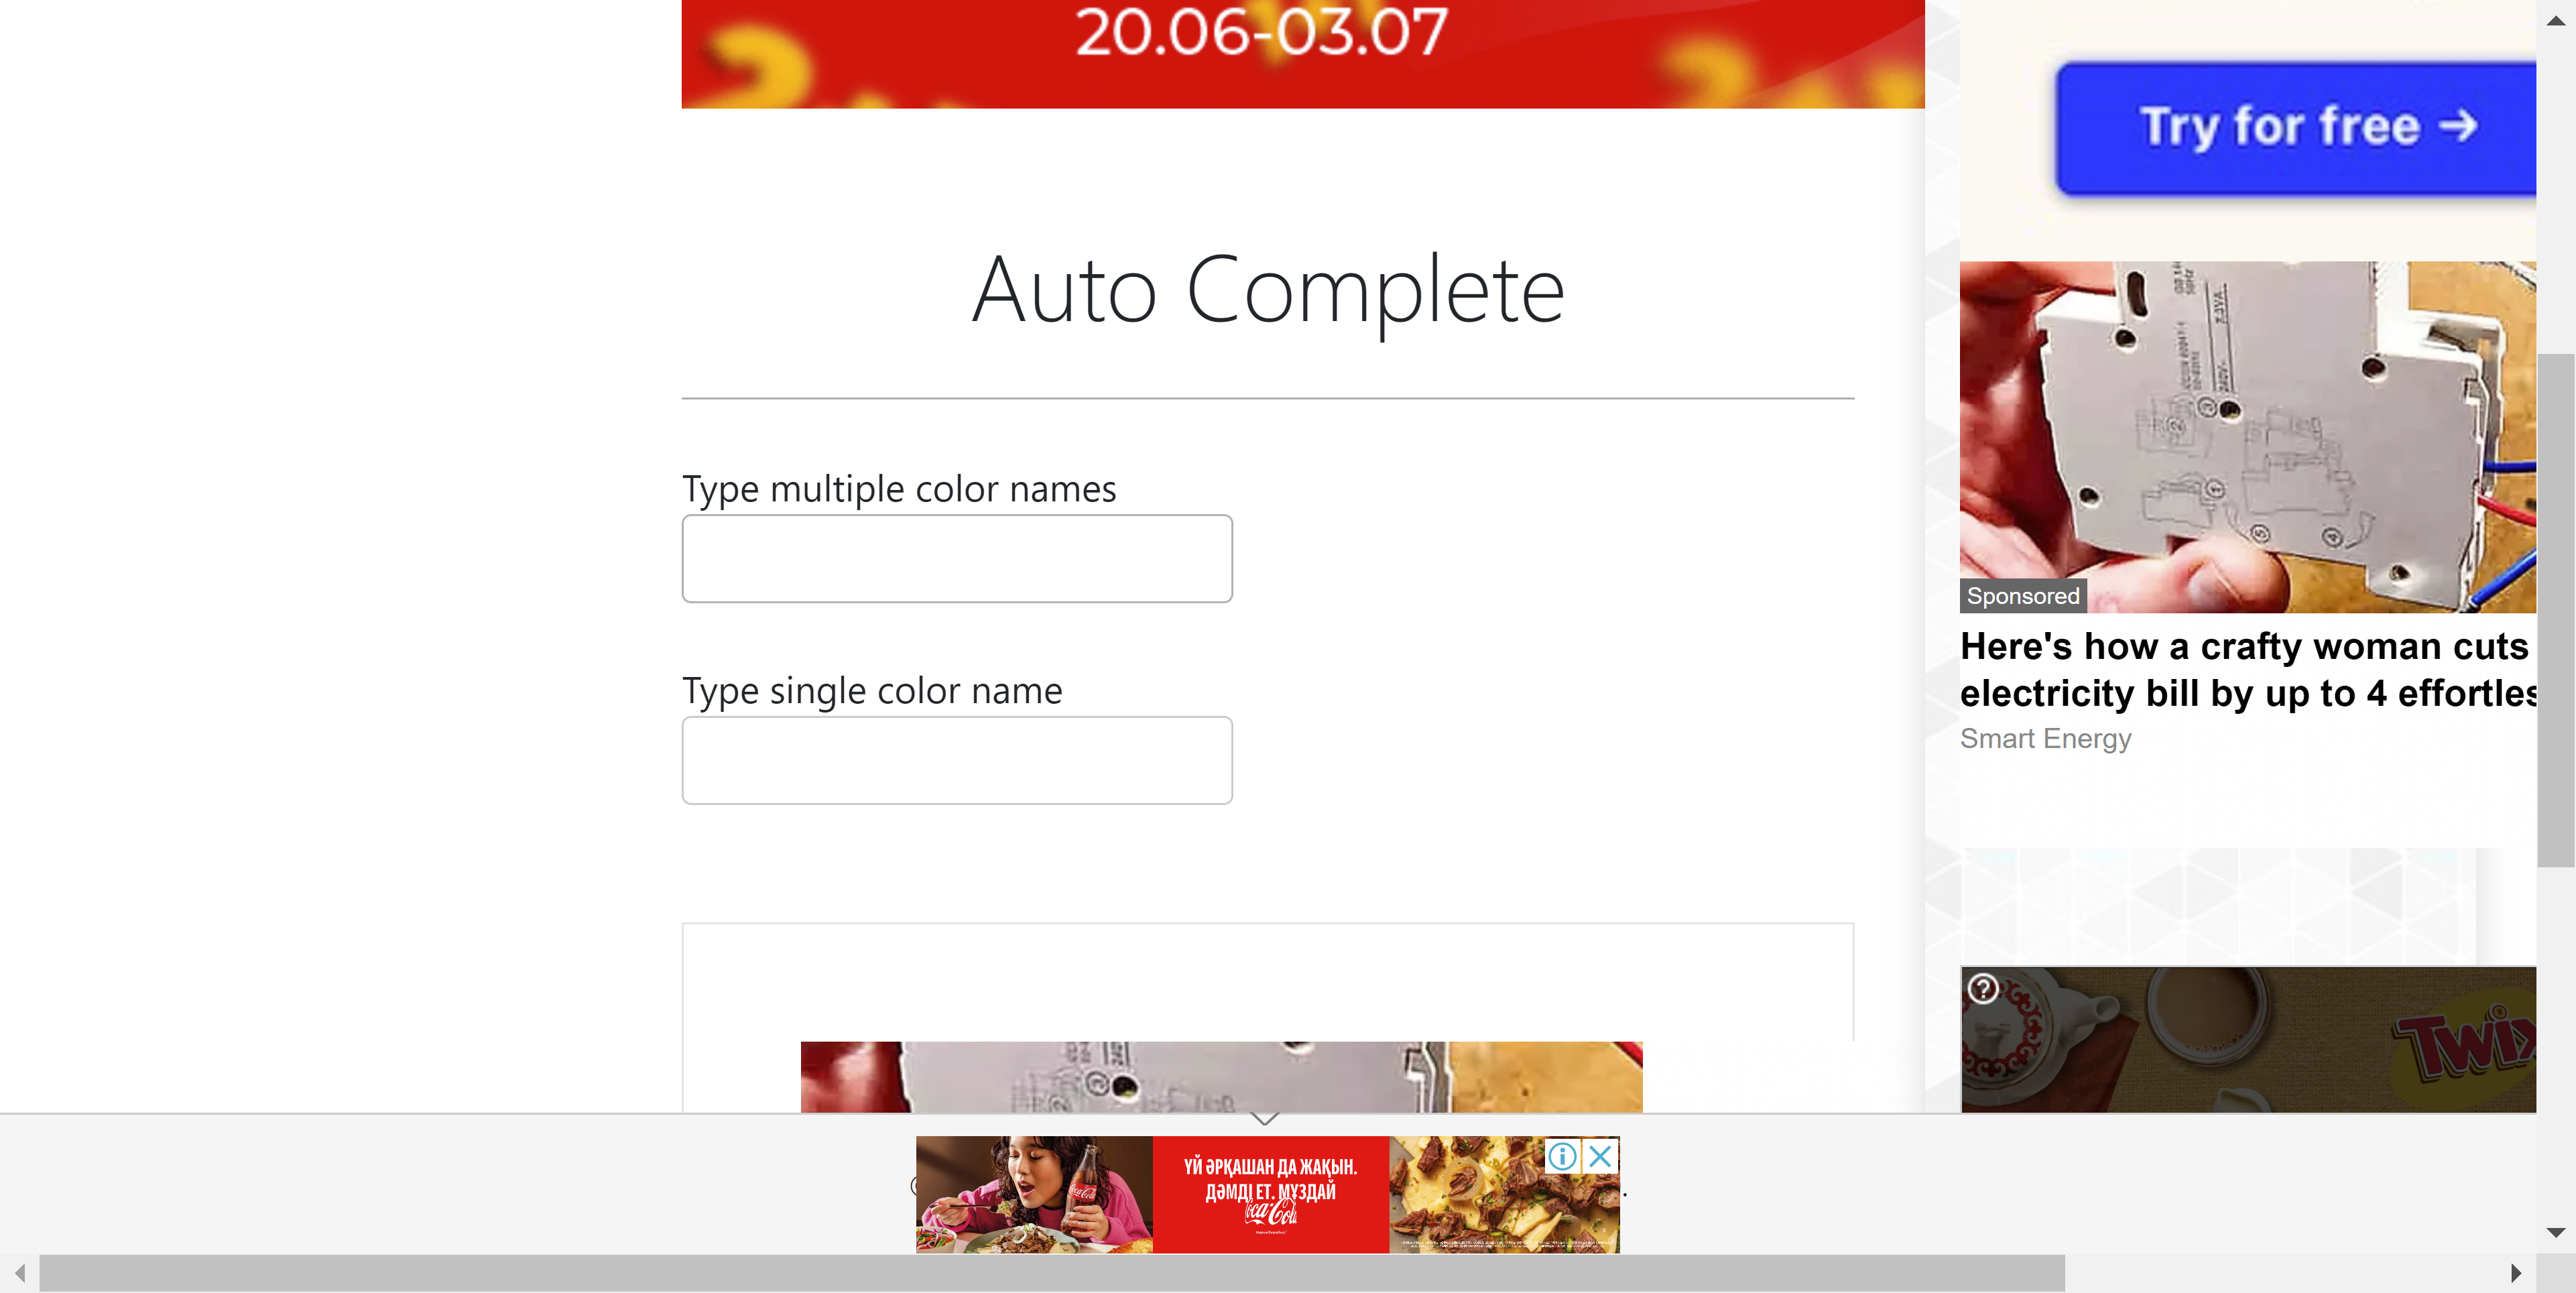 20.06-03.07
Try for free →
Auto Complete
Type multiple color names
Type single color name
Sponsored
Here's how a crafty woman cuts
electricity bill by up to 4 effortles
Smart Energy
Twix
ҮЙ ӘРҚАШАН ДА ЖАҚЫН.
ДӘМДІ ЕТ. МҰЗДАЙ
Coca-Cola